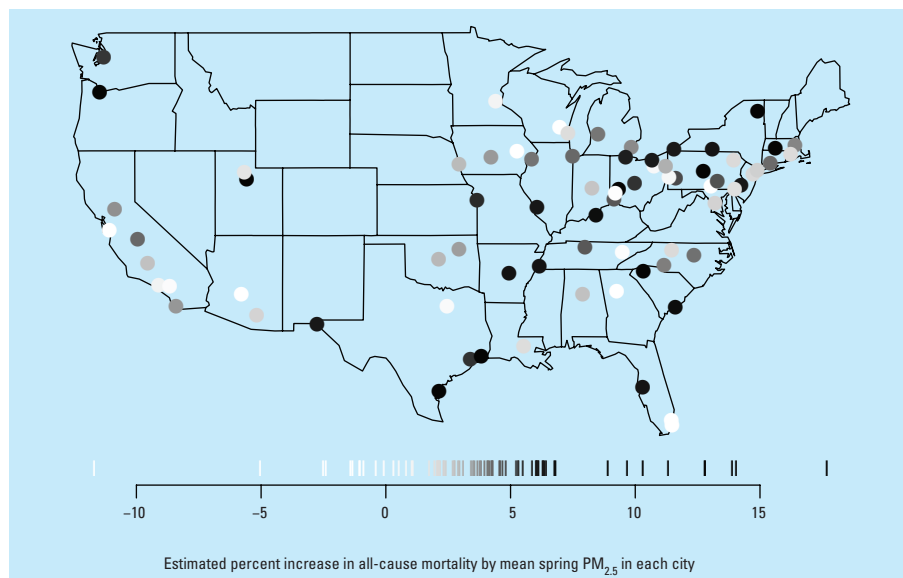 −10 −5 0 5 10 15
Estimated percent increase in all-cause mortality by mean spring PM2.5 in each city